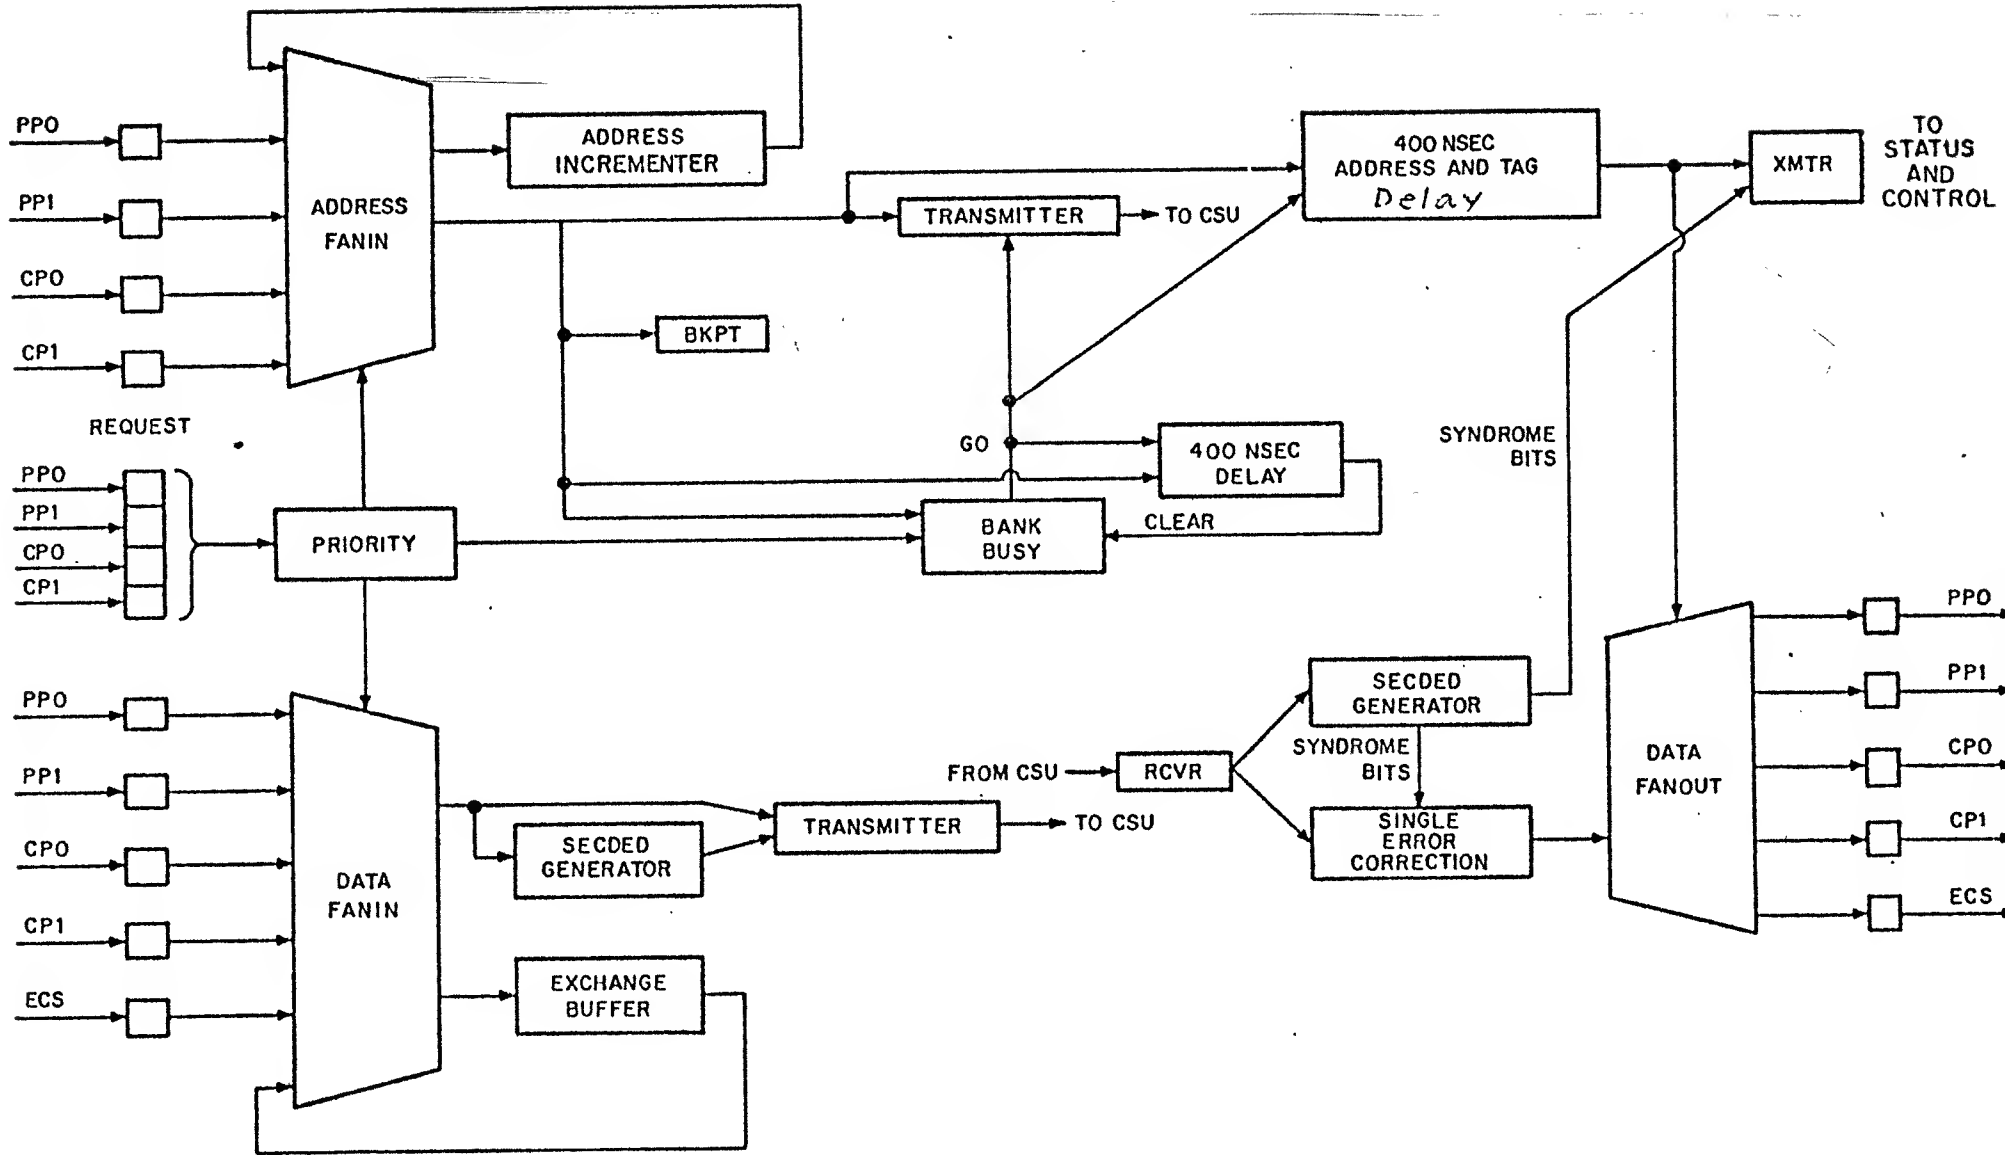 PP0
PP1
CP0
CP1
ADDRESS
FANIN
ADDRESS
INCREMENTER
TRANSMITTER
TO CSU
400 NSEC
ADDRESS AND TAG
Delay
XMTR
TO
STATUS
AND
CONTROL
BKPT
REQUEST
PP0
PP1
CP0
CP1
PRIORITY
GO
400 NSEC
DELAY
BANK
BUSY
CLEAR
SYNDROME
BITS
PP0
PP1
CP0
CP1
ECS
DATA
FANIN
SECDED
GENERATOR
TRANSMITTER
TO CSU
EXCHANGE
BUFFER
FROM CSU
RCVR
SECDED
GENERATOR
SYNDROME
BITS
SINGLE
ERROR
CORRECTION
DATA
FANOUT
PP0
PP1
CP0
CP1
ECS